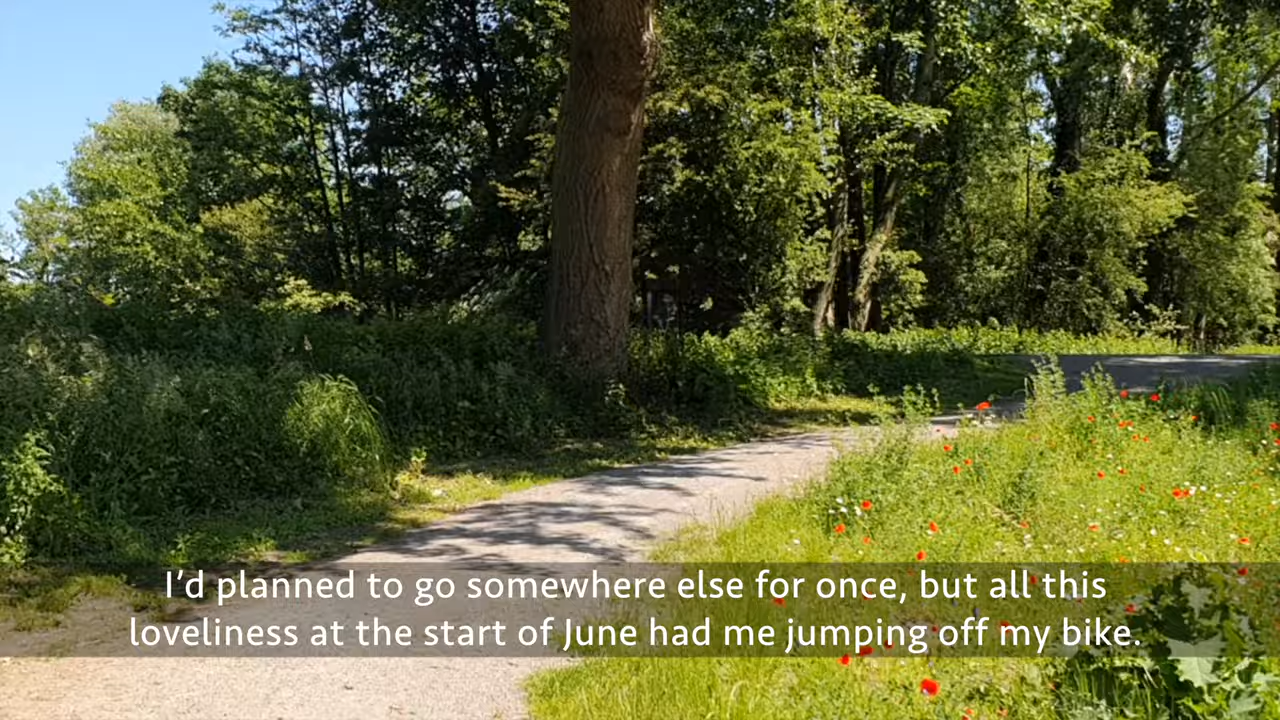 I’d planned to go somewhere else for once, but all this
loveliness at the start of June had me jumping off my bike.